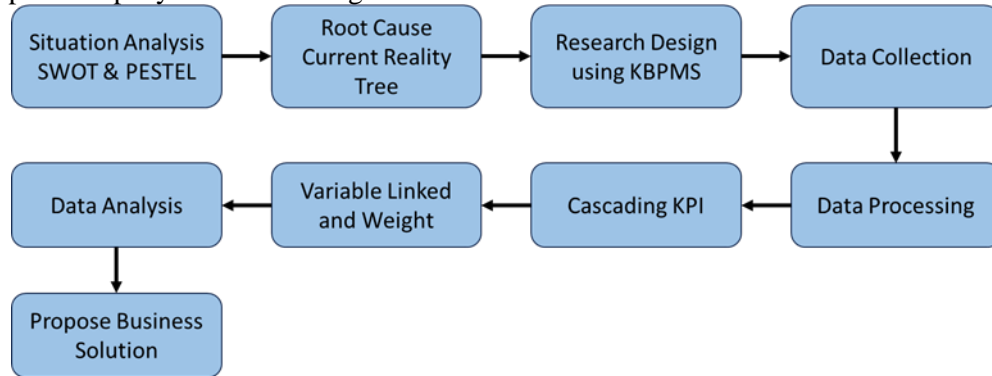 Situation Analysis
SWOT & PESTEL
Root Cause
Current Reality
Tree
Research Design
using KBPMS
Data Collection
Data Analysis
Variable Linked
and Weight
Cascading KPI
Data Processing
Propose Business
Solution